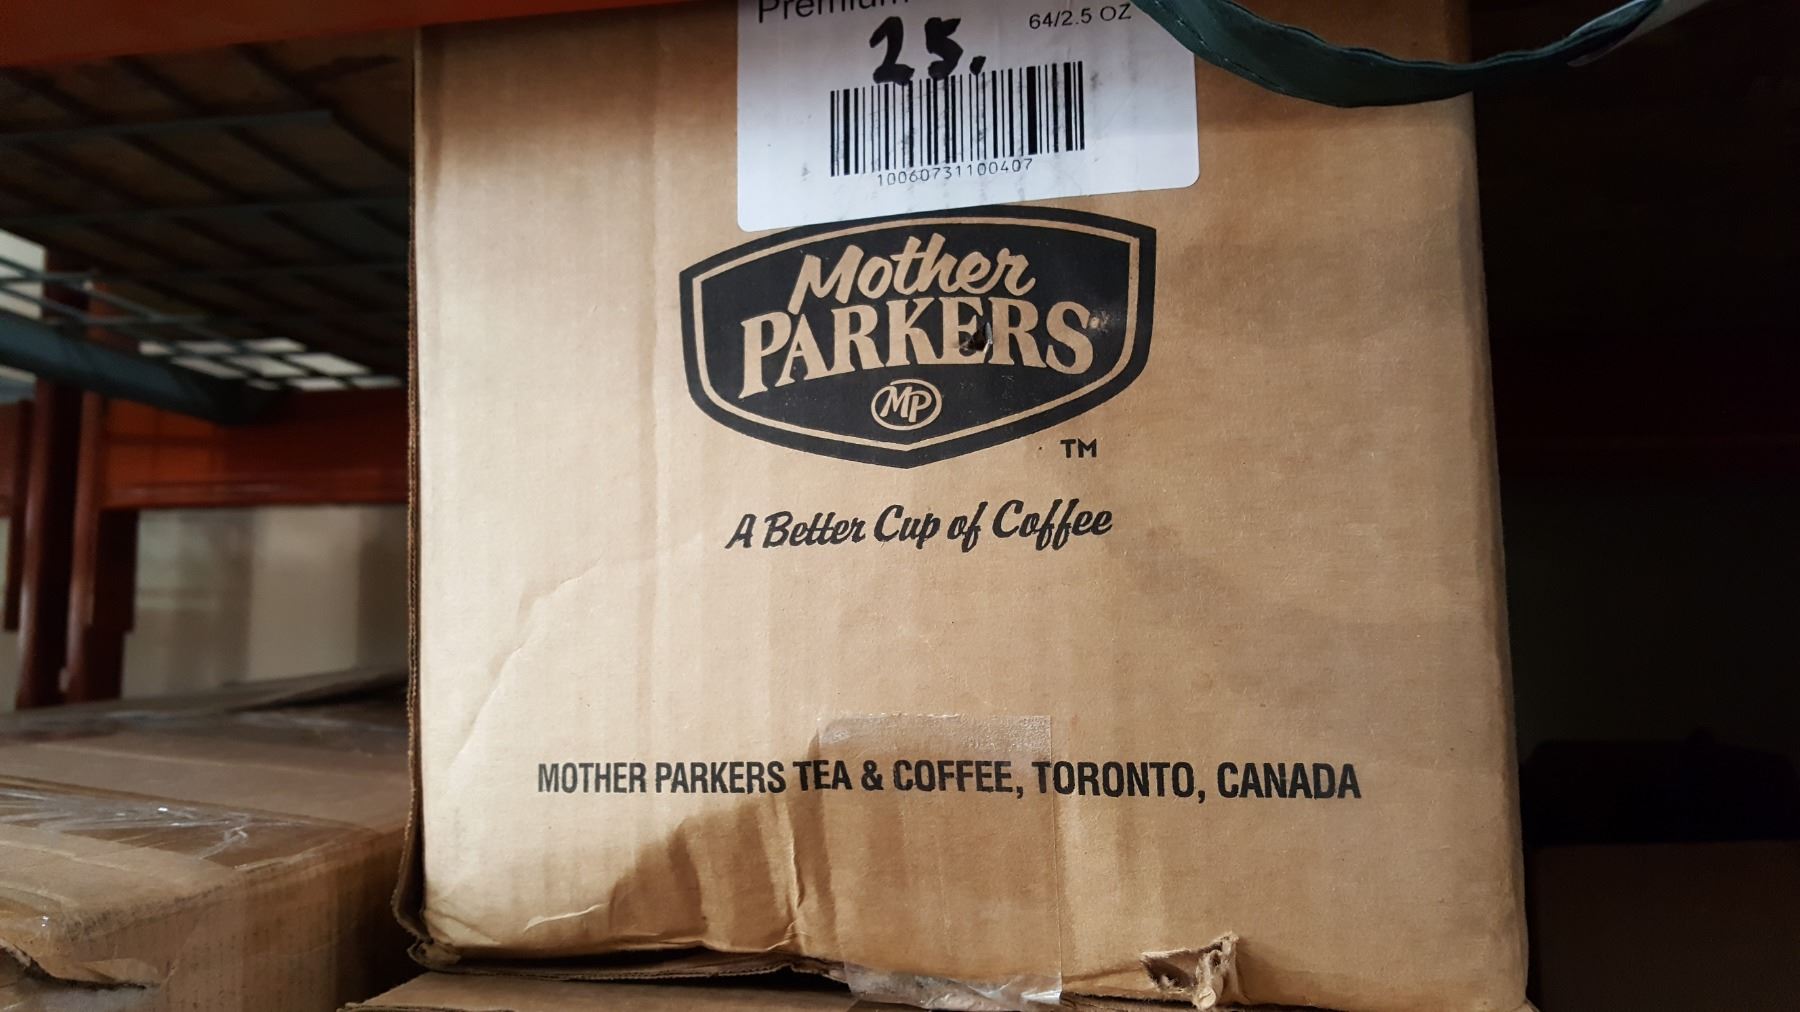 Premium
64/2.5 OZ
25.
10060731100407
Mother
PARKERS
MP
TM
A Better Cup of Coffee
MOTHER PARKERS TEA & COFFEE, TORONTO, CANADA